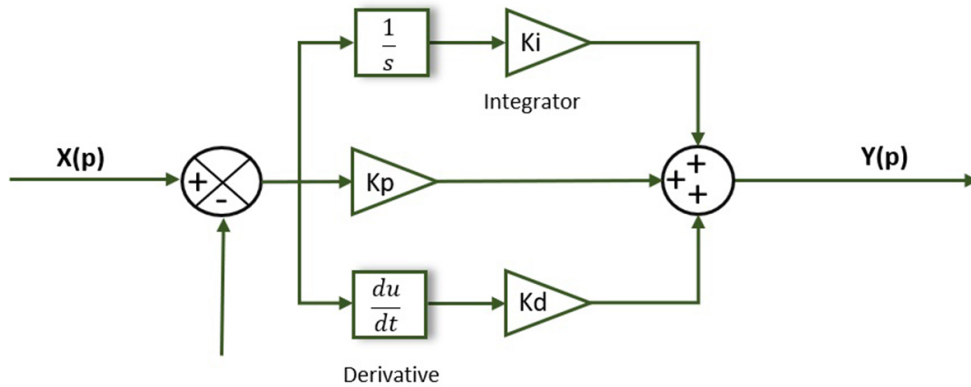 1
s
Ki
Integrator
X(p)
+
-
Kp
+
+
+
Y(p)
du
dt
Kd
Derivative